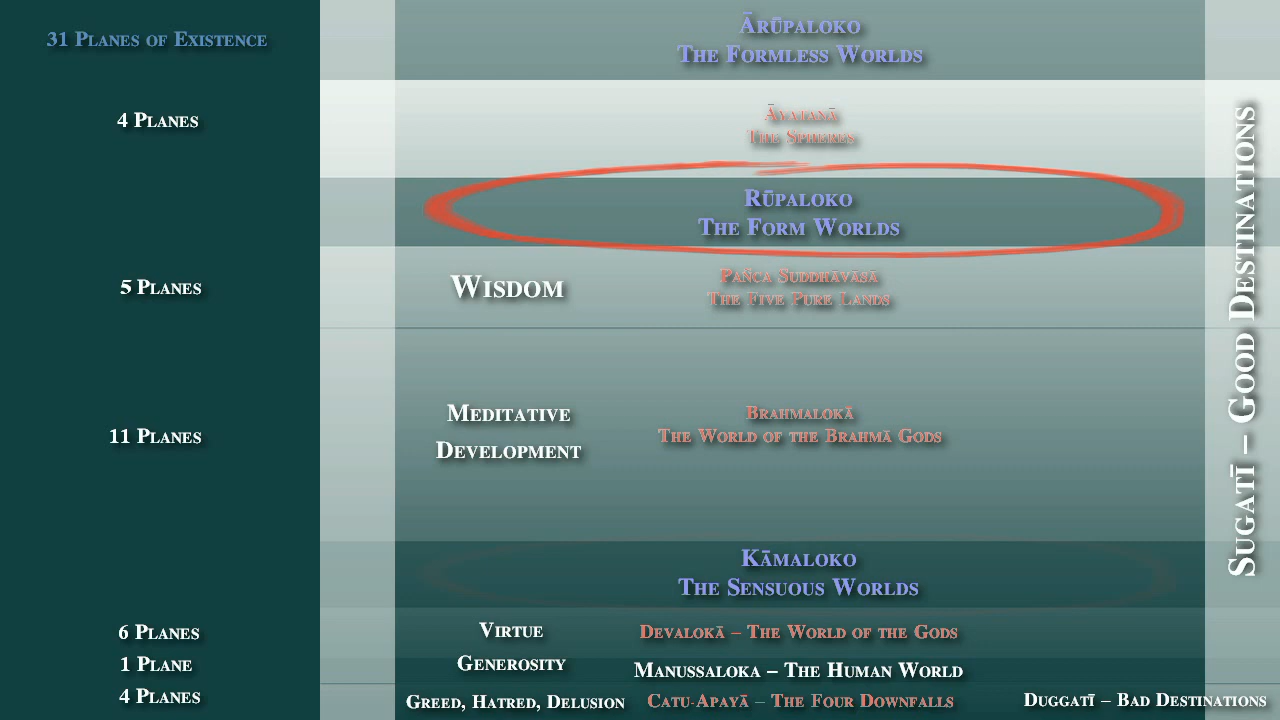 31 Planes of Existence
Ārūpaloko
The Formless Worlds
4 Planes
Āyatanā
The Spheres
Rūpaloko
The Form Worlds
5 Planes
Wisdom
Pañca Suddhāvāsā
The Five Pure Lands
11 Planes
Meditative
Development
Brahmalokā
The World of the Brahmā Gods
Kāmaloko
The Sensuous Worlds
6 Planes
Virtue
Devalokā – The World of the Gods
1 Plane
Generosity
Manussaloka – The Human World
4 Planes
Greed, Hatred, Delusion
Catu-Apayā – The Four Downfalls
Duggatī – Bad Destinations
Sugatī – Good Destinations